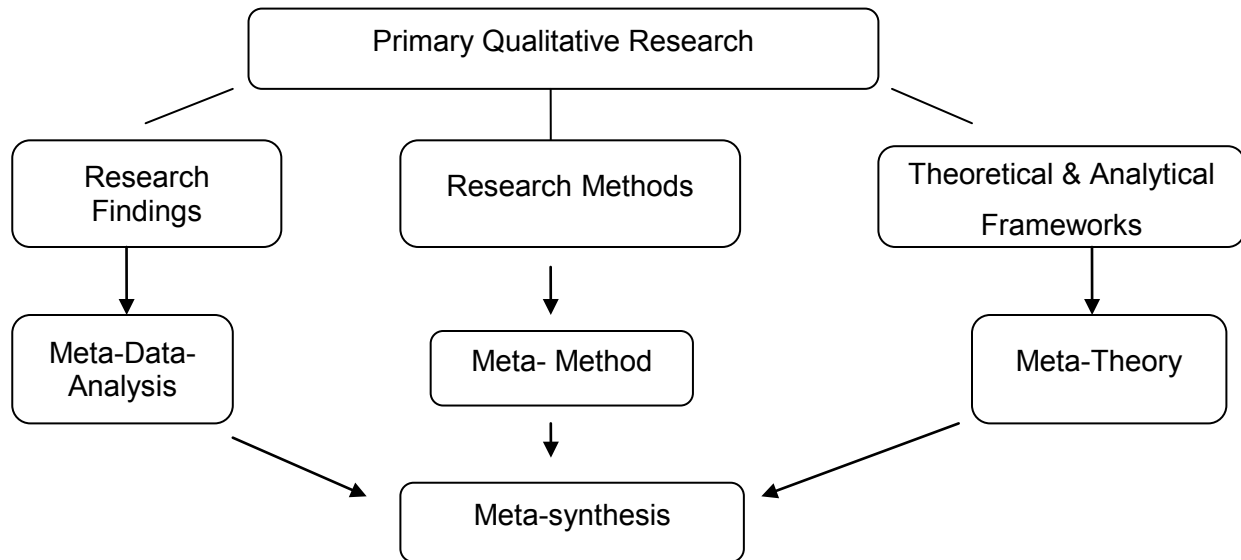 Primary Qualitative Research
Research
Findings
Research Methods
Theoretical & Analytical
Frameworks
Meta-Data-
Analysis
Meta- Method
Meta-Theory
Meta-synthesis